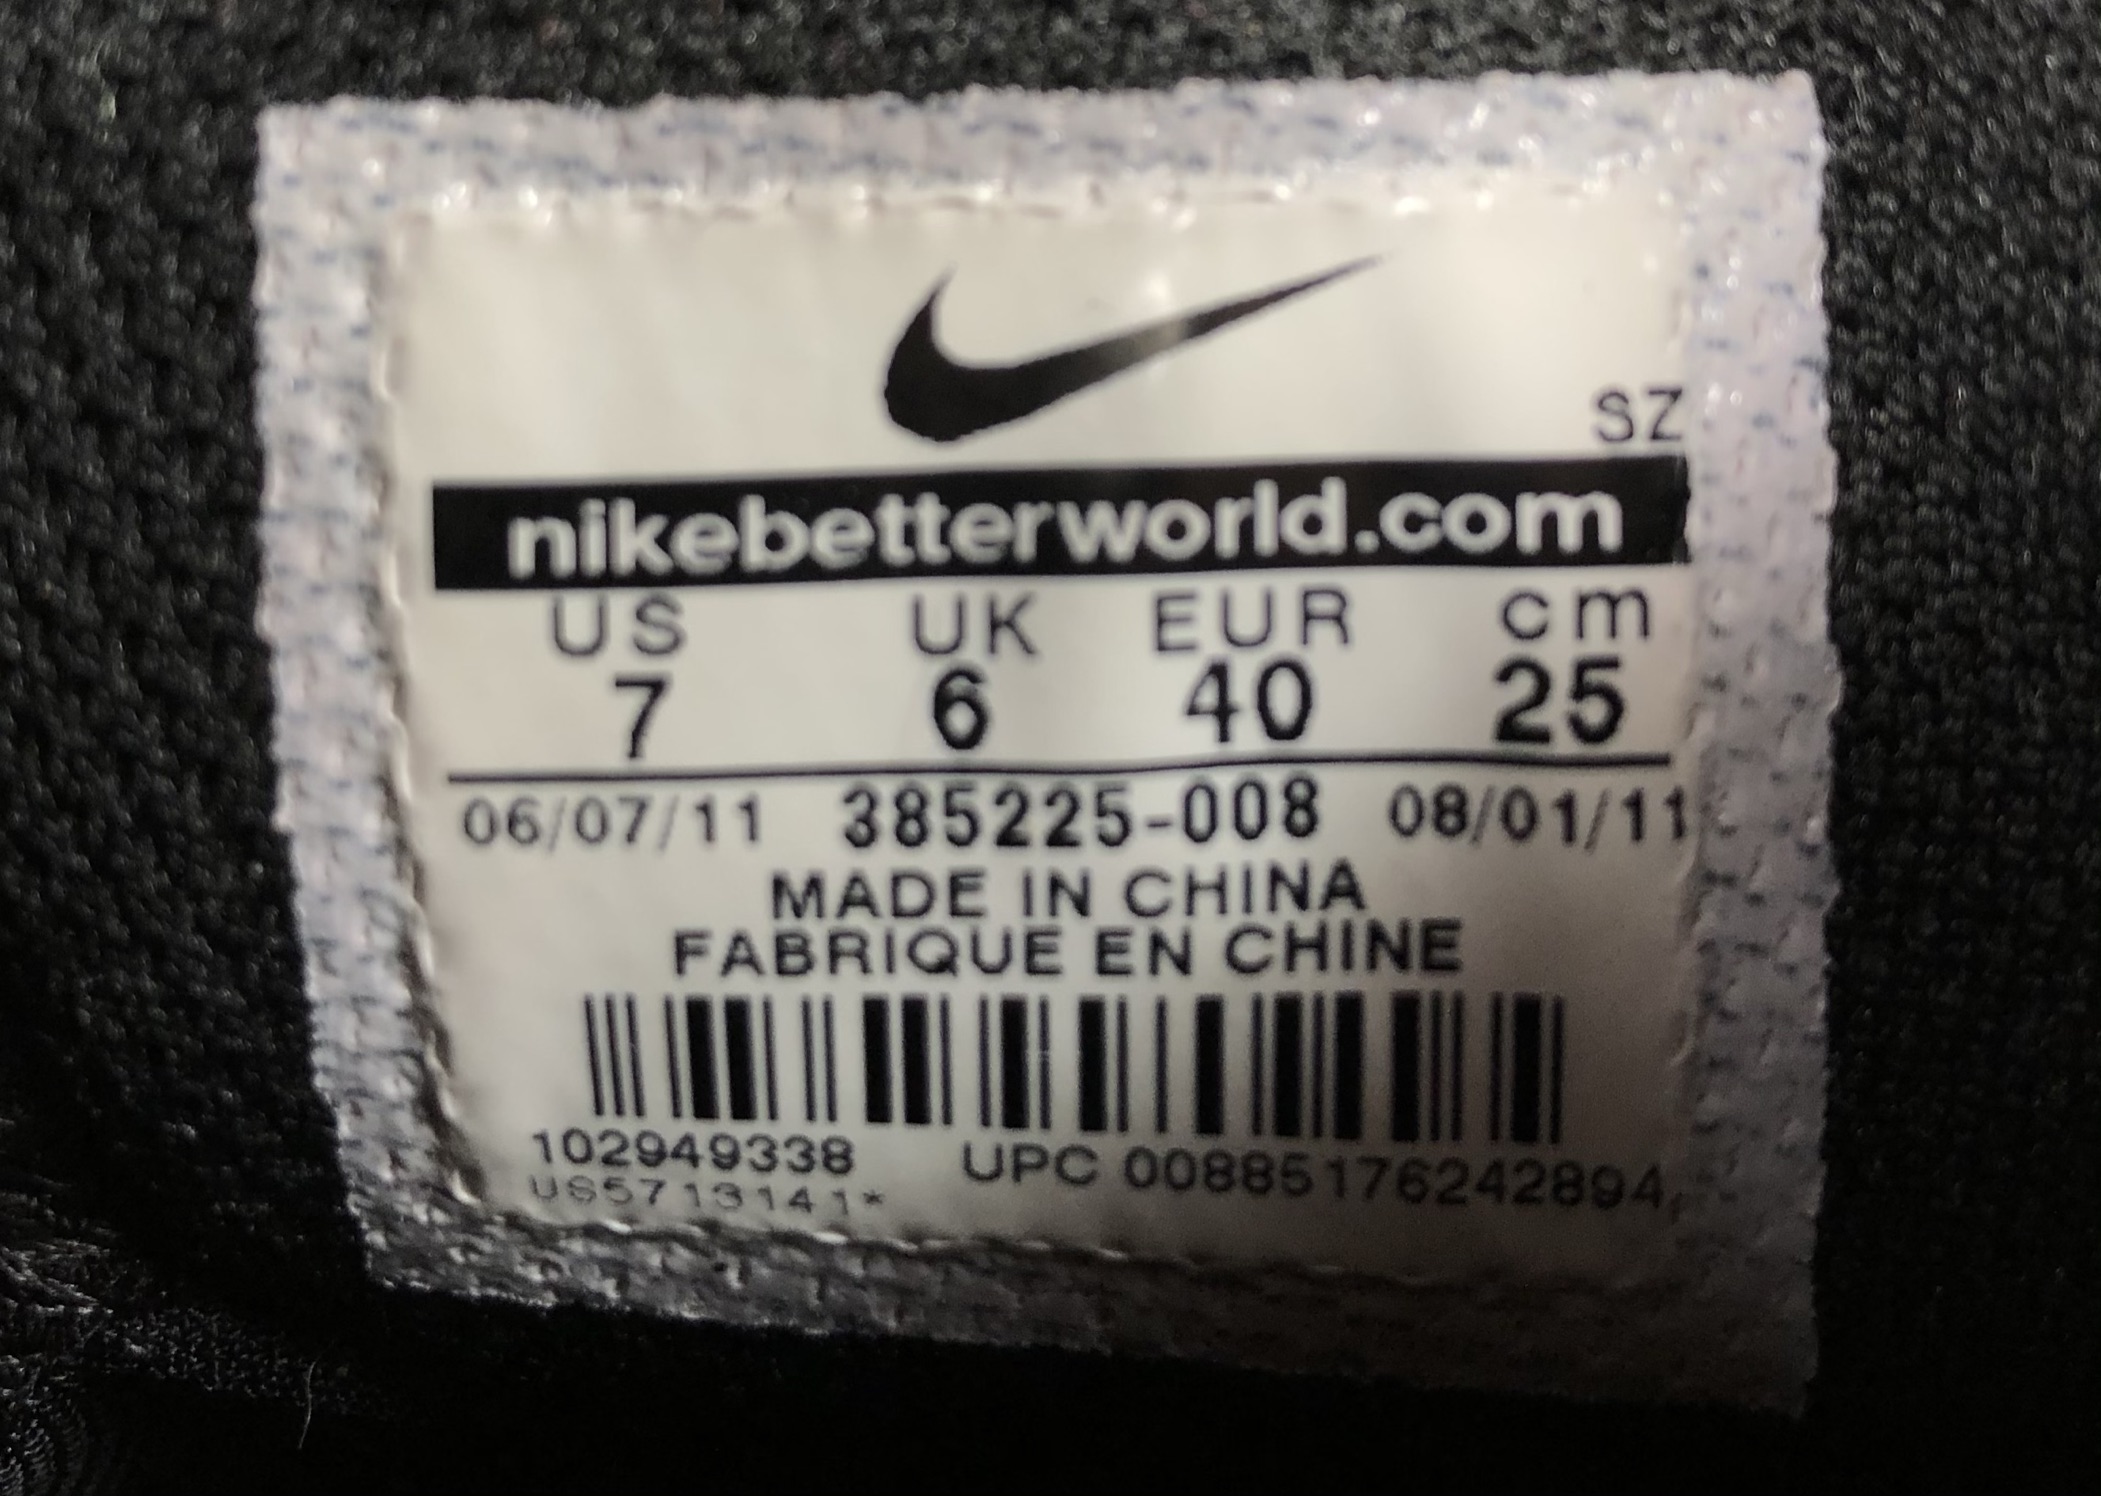 SZ
nikebetterworld.com
US UK EUR cm
7 6 40 25
06/07/11 385225-008 08/01/11
MADE IN CHINA
FABRIQUE EN CHINE
102949338 UPC 00885176242894
US5713141*